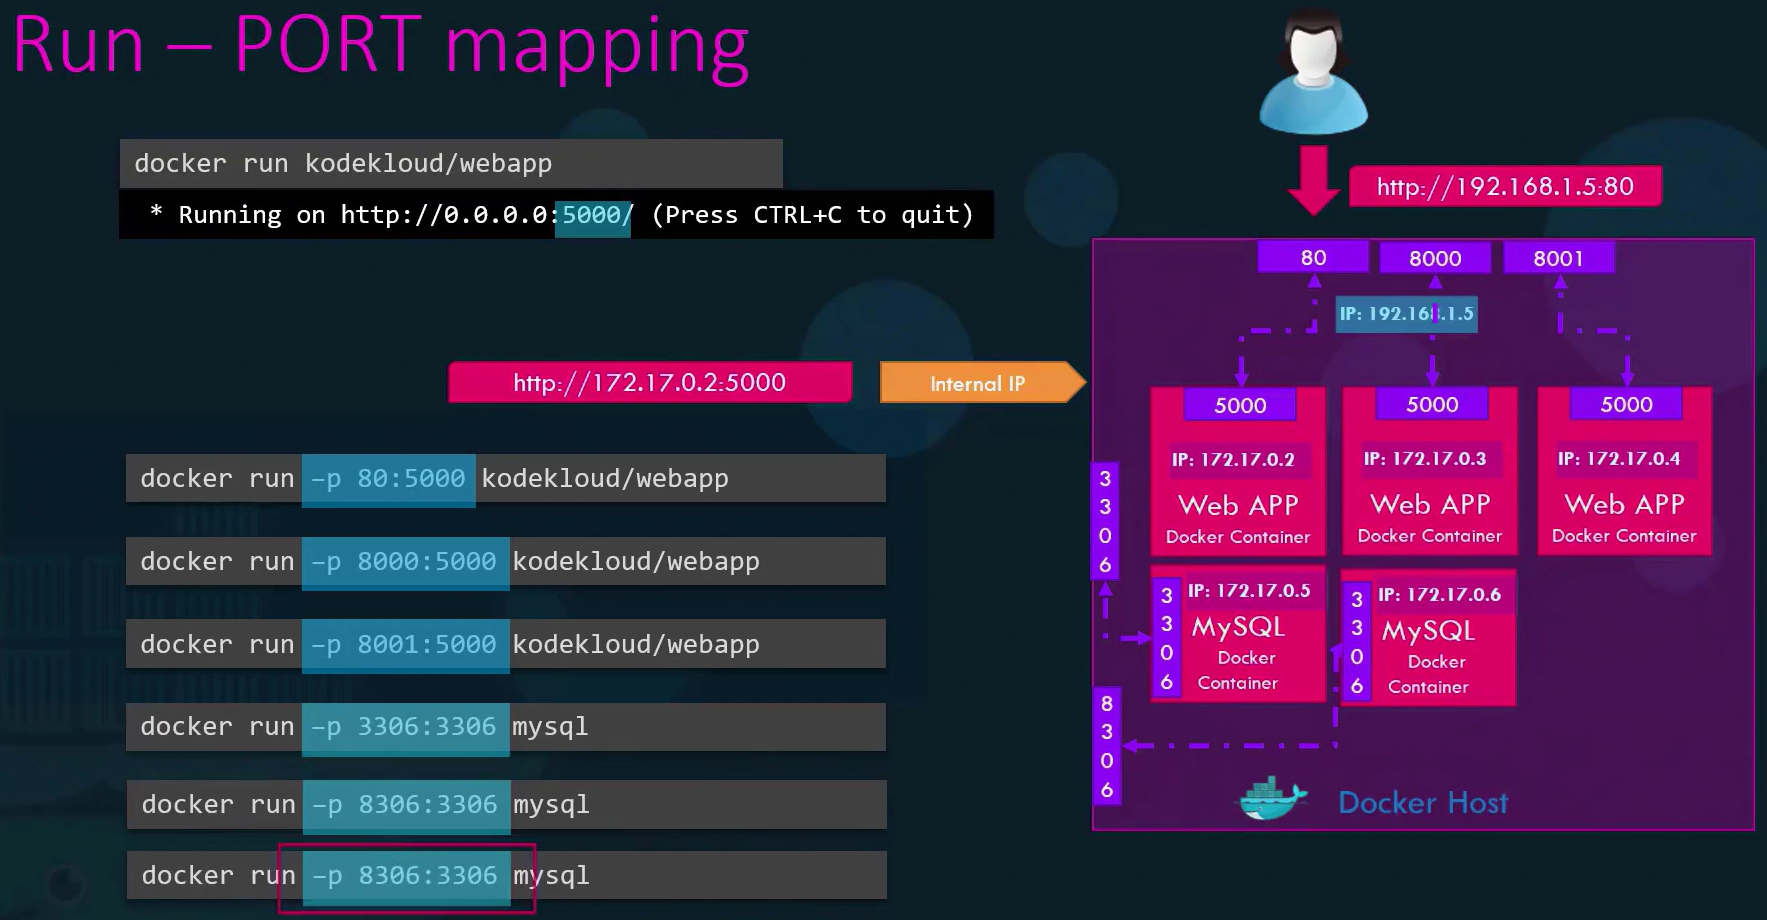 Run – PORT mapping
docker run kodekloud/webapp
* Running on http://0.0.0.0:5000/ (Press CTRL+C to quit)
http://172.17.0.2:5000
Internal IP
docker run –p 80:5000 kodekloud/webapp
docker run –p 8000:5000 kodekloud/webapp
docker run –p 8001:5000 kodekloud/webapp
docker run –p 3306:3306 mysql
docker run –p 8306:3306 mysql
docker run –p 8306:3306 mysql
http://192.168.1.5:80
80
8000
8001
IP: 192.168.1.5
5000
IP: 172.17.0.2
Web APP
Docker Container
5000
IP: 172.17.0.3
Web APP
Docker Container
5000
IP: 172.17.0.4
Web APP
Docker Container
3306
3306
IP: 172.17.0.5
MySQL
Docker
Container
3306
IP: 172.17.0.6
MySQL
Docker
Container
8306
Docker Host